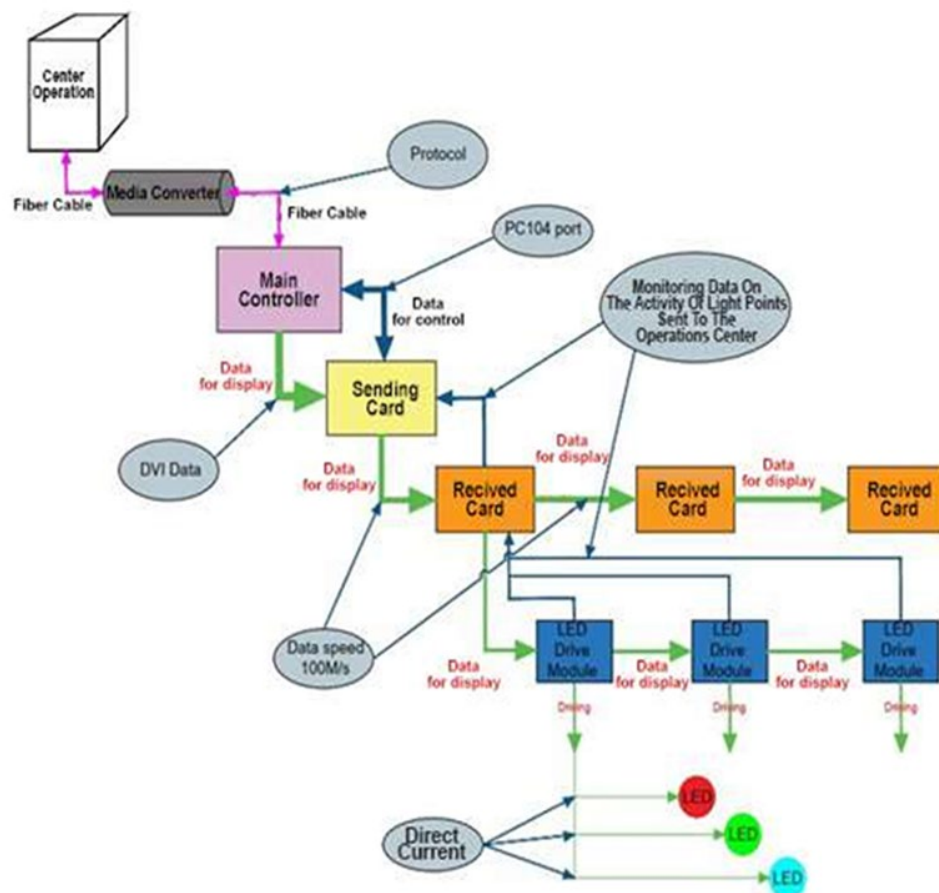 Center
Operation
Protocol
Media Converter
Fiber Cable
Fiber Cable
PC104 port
Main
Controller
Data
for control
Monitoring Data On
The Activity Of Light Points
Sent To The
Operations Center
Data
for display
Sending
Card
DVI Data
Data
for display
Data
for display
Data
for display
Recived
Card
Recived
Card
Recived
Card
LED
Drive
Module
LED
Drive
Module
LED
Drive
Module
Data speed
100M/s
Data
for display
Data
for display
Data
for display
Driving
Driving
Driving
LED
LED
LED
Direct
Current